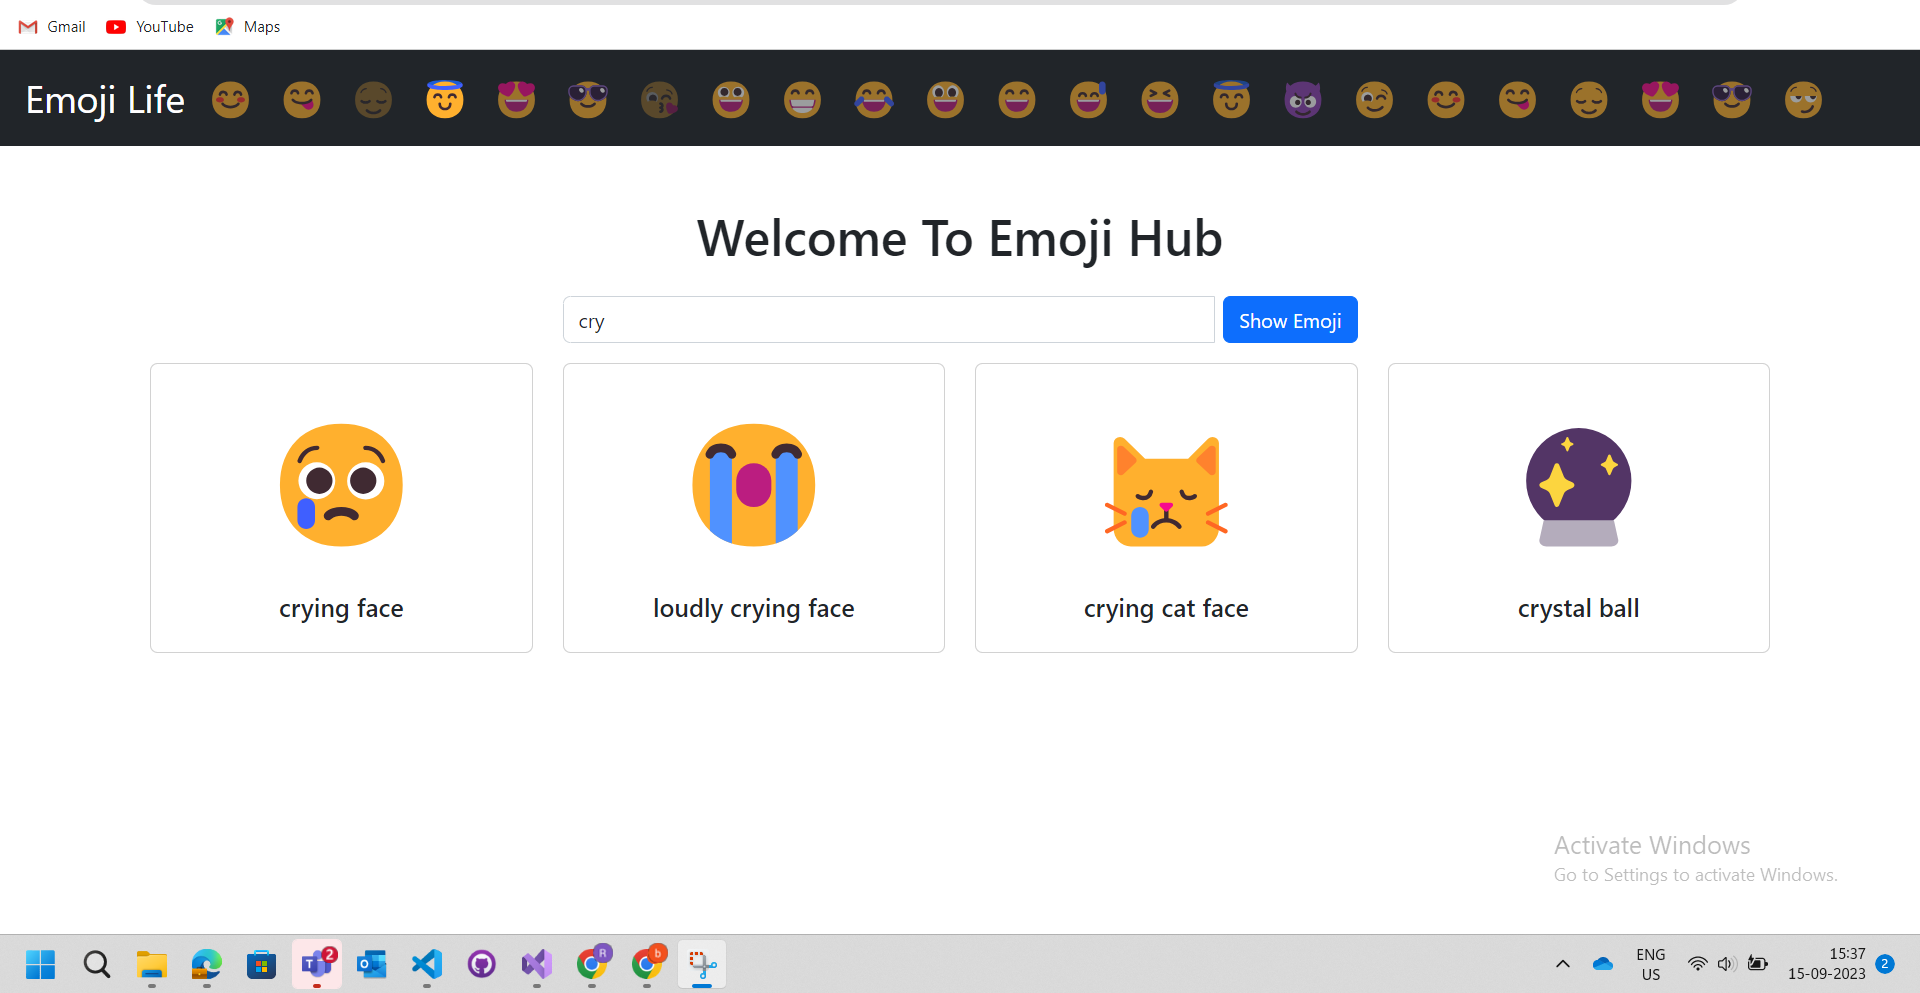 Gmail YouTube Maps
Emoji Life
Welcome To Emoji Hub
cry Show Emoji
crying face loudly crying face crying cat face crystal ball
Activate Windows
Go to Settings to activate Windows.
2 R b
ENG 15:37
US 15-09-2023 2